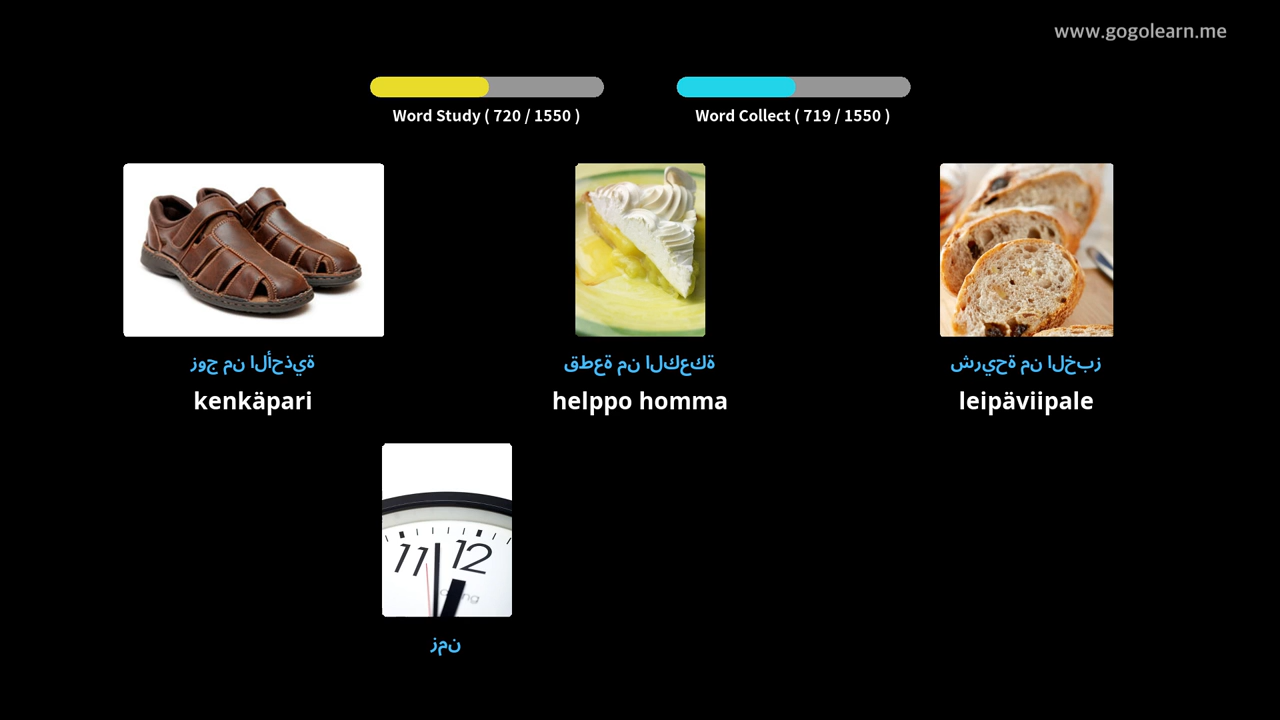 www.gogolearn.me
Word Study ( 720 / 1550 )
Word Collect ( 719 / 1550 )
زوج من الأحذية
قطعة من الكعكة
شريحة من الخبز
kenkäpari
helppo homma
leipäviipale
11 12
زمن